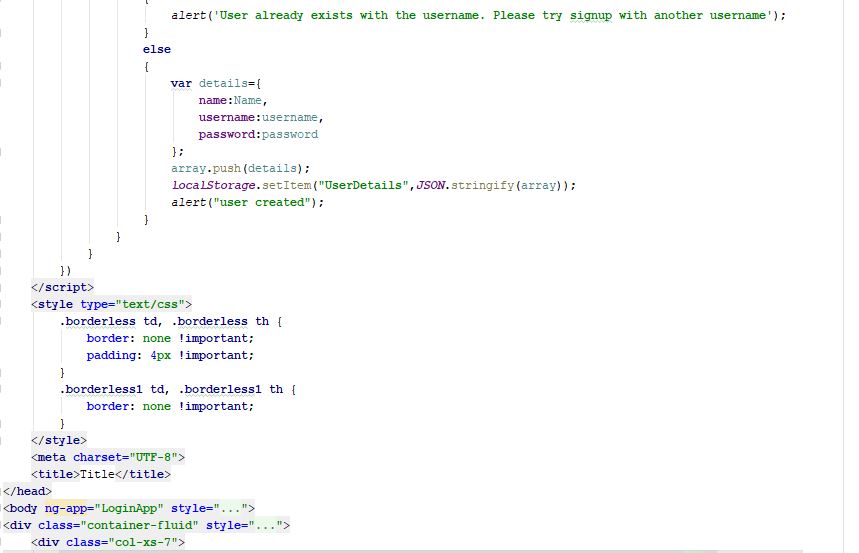 {
alert('User already exists with the username. Please try signup with another username');
}
else
{
var details={
name:Name,
username:username,
password:password
};
array.push(details);
localStorage.setItem("UserDetails",JSON.stringify(array));
alert("user created");
}
}
}
})
</script>
<style type="text/css">
.borderless td, .borderless th {
border: none !important;
padding: 4px !important;
}
.borderless1 td, .borderless1 th {
border: none !important;
}
</style>
<meta charset="UTF-8">
<title>Title</title>
</head>
<body ng-app="LoginApp" style="...">
<div class="container-fluid" style="...">
<div class="col-xs-7">